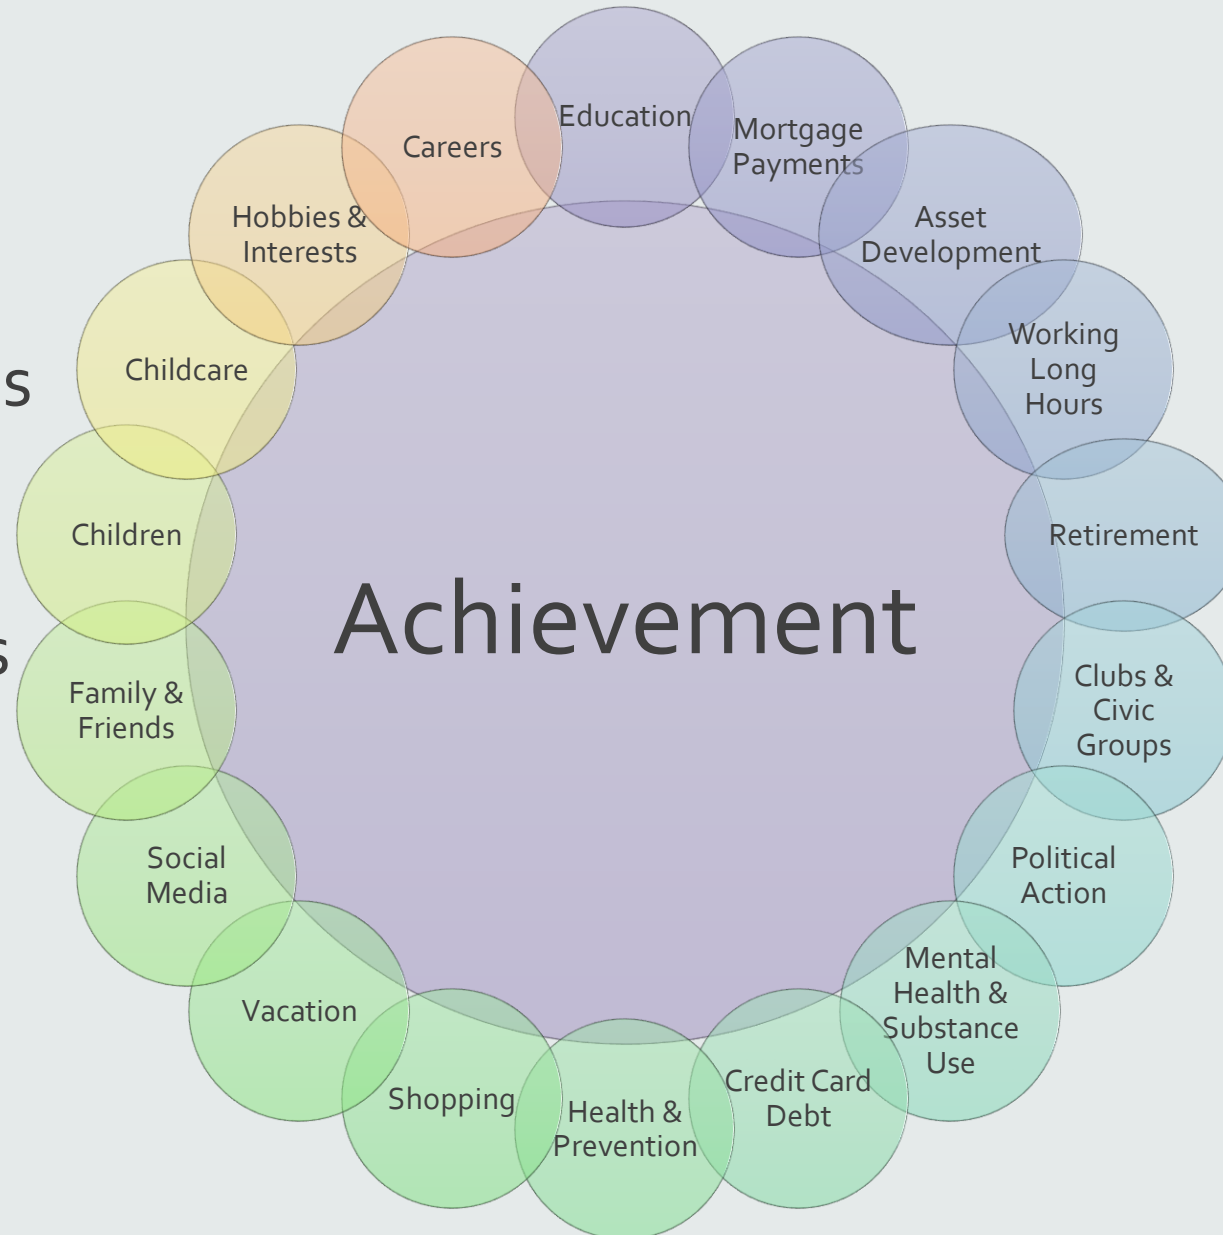 Education
Mortgage
Payments
Asset
Development
Working
Long
Hours
Retirement
Clubs &
Civic
Groups
Political
Action
Mental
Health &
Substance
Use
Credit Card
Debt
Health &
Prevention
Shopping
Vacation
Social
Media
Family &
Friends
Children
Childcare
Hobbies &
Interests
Careers
Achievement
s
s